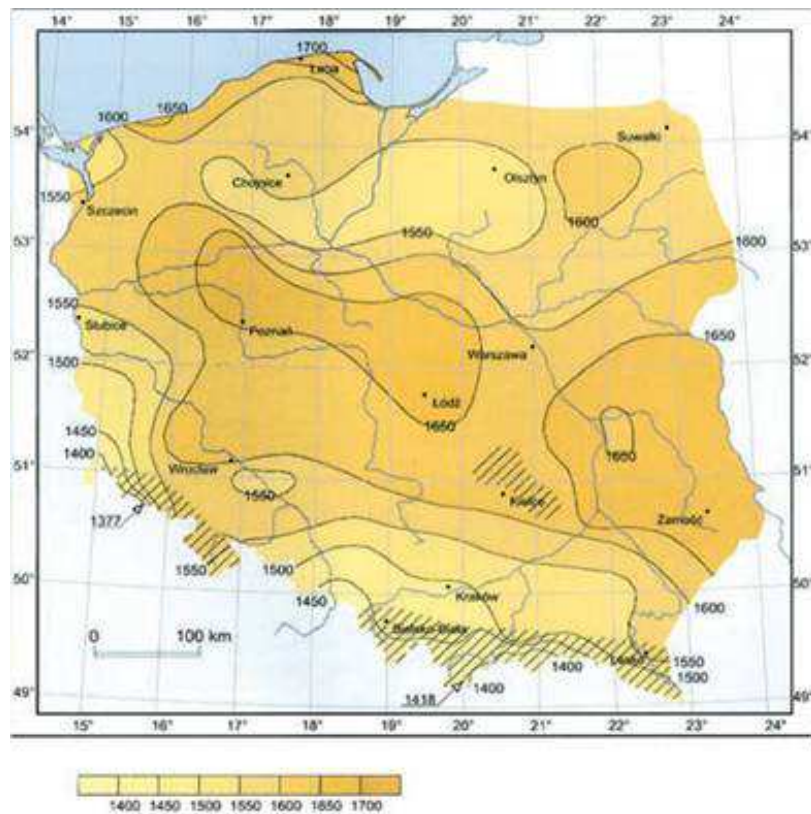 14° 15° 16° 17° 18° 19° 20° 21° 22° 23° 24°
1700
Łeba
1650
1600
54° 54°
Suwałki
Chojnice
Olsztyn
1550
Szczecin
1600
1550
1600
53° 53°
1550
Słubice
Poznań
1650
Warszawa
52° 52°
1500
Łódź
1650
1450
1400
1650
51° 51°
Wrocław
1550
Kielce
Zamość
1377
1550
1500
50° 50°
1450
Kraków
1600
0 100 km
Bielsko-Biała
1400
1550
1500
1400
1418
49° 49°
15° 16° 17° 18° 19° 20° 21° 22° 23° 24°
1400 1450 1500 1550 1600 1650 1700